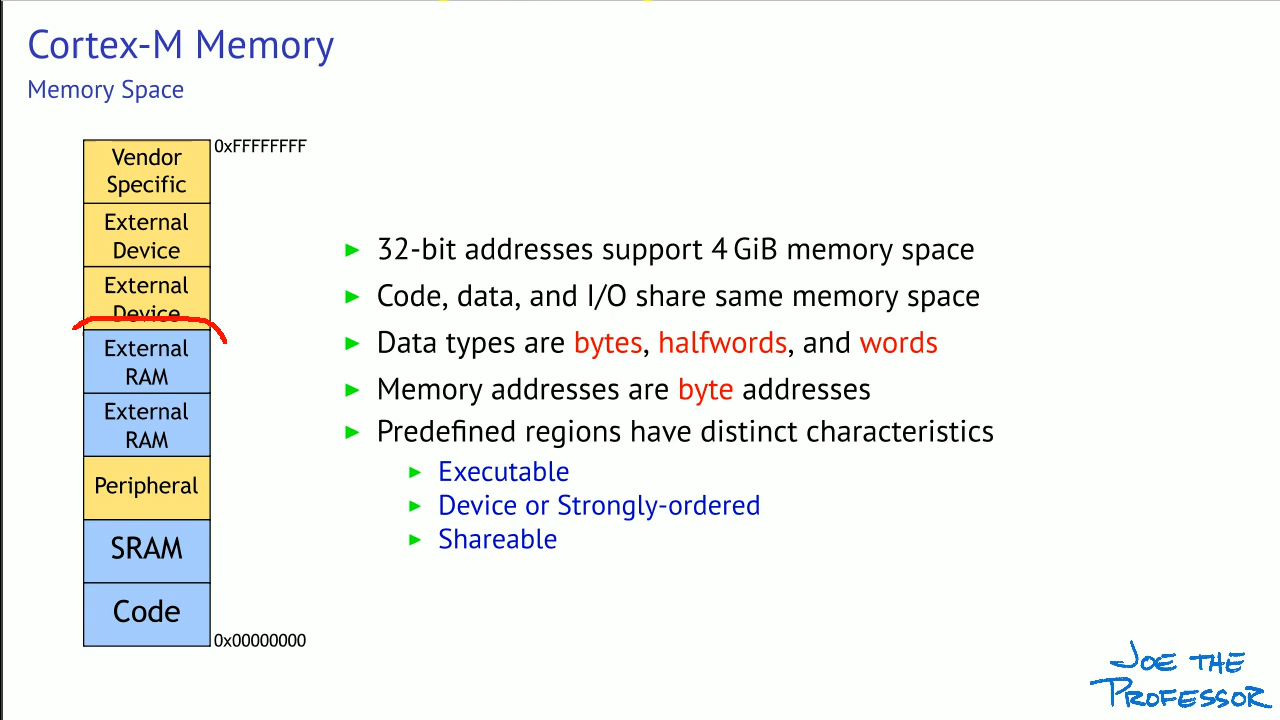 Cortex-M Memory
Memory Space
0xFFFFFFFF
Vendor
Specific
External
Device
External
Device
External
RAM
External
RAM
Peripheral
SRAM
Code
0x00000000
32-bit addresses support 4 GiB memory space
Code, data, and I/O share same memory space
Data types are bytes, halfwords, and words
Memory addresses are byte addresses
Predefined regions have distinct characteristics
Executable
Device or Strongly-ordered
Shareable
JOE THE
PROFESSOR